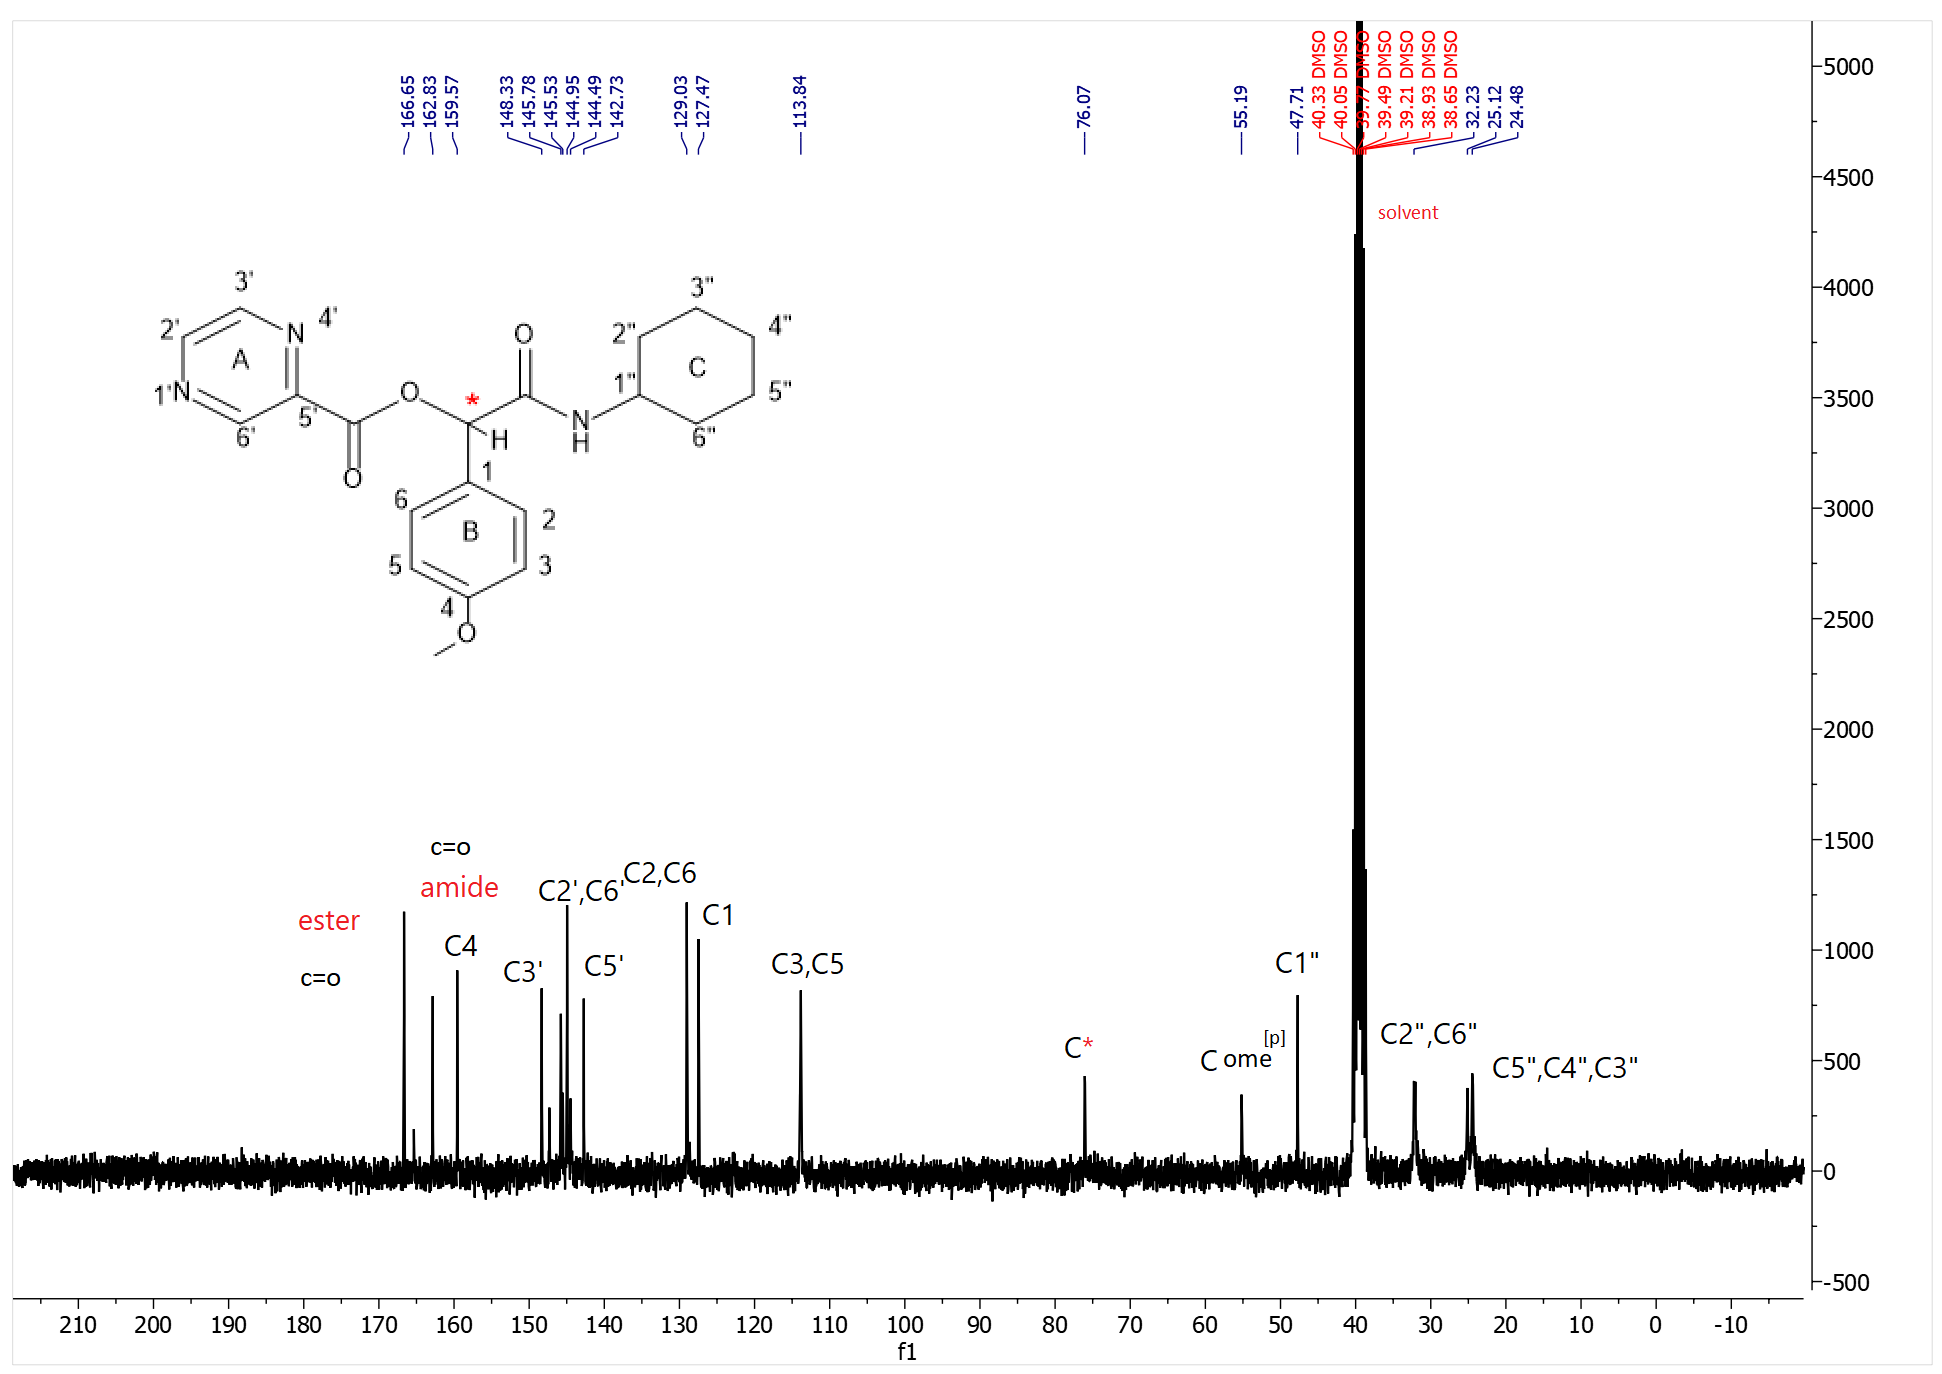 166.65
162.83
159.57
148.33
145.78
145.53
144.95
144.49
142.73
129.03
127.47
113.84
76.07
55.19
47.71
40.33 DMSO
40.05 DMSO
39.77 DMSO
39.49 DMSO
39.21 DMSO
38.93 DMSO
38.65 DMSO
32.23
25.12
24.48
solvent
3'
2'
N 4'
A
1' N
5'
6'
O
O
*
H
O
N
H
1"
2"
3"
4"
5"
6"
C
1
6
2
B
5
3
4
O
c=o
amide
ester
c=o
C4
C3'
C2',C6'
C5'
C2,C6
C1
C3,C5
C*
C ome [p]
C1"
C2",C6"
C5",C4",C3"
5000
4500
4000
3500
3000
2500
2000
1500
1000
500
0
-500
210 200 190 180 170 160 150 140 130 120 110 100 90 80 70 60 50 40 30 20 10 0 -10
f1